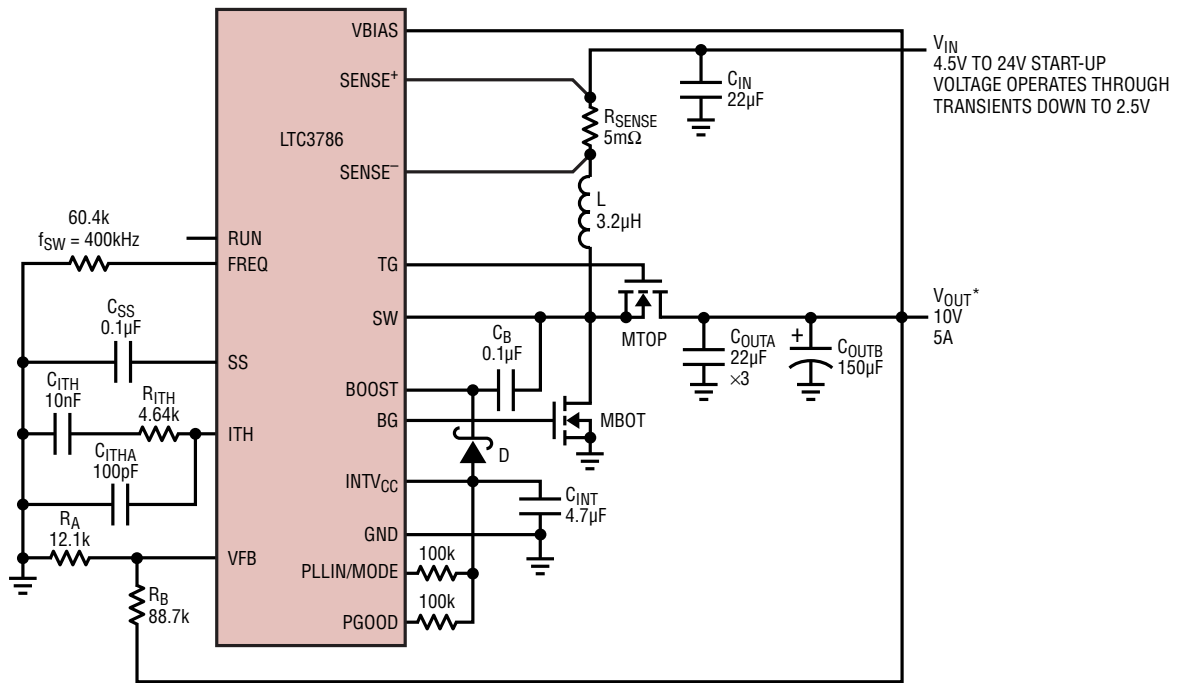 VBIAS
SENSE+
LTC3786
SENSE−
RUN
FREQ
TG
SW
SS
BOOST
BG
ITH
INTVCC
GND
VFB
PLLIN/MODE
PGOOD
60.4k
fSW = 400kHz
CSS
0.1µF
CITH
10nF
RITH
4.64k
CITHA
100pF
RA
12.1k
RB
88.7k
VIN
4.5V TO 24V START-UP
VOLTAGE OPERATES THROUGH
TRANSIENTS DOWN TO 2.5V
CIN
22µF
RSENSE
5mΩ
L
3.2µH
MTOP
CB
0.1µF
MBOT
D
CINT
4.7µF
100k
100k
COUTA
22µF
×3
+
COUTB
150µF
VOUT*
10V
5A